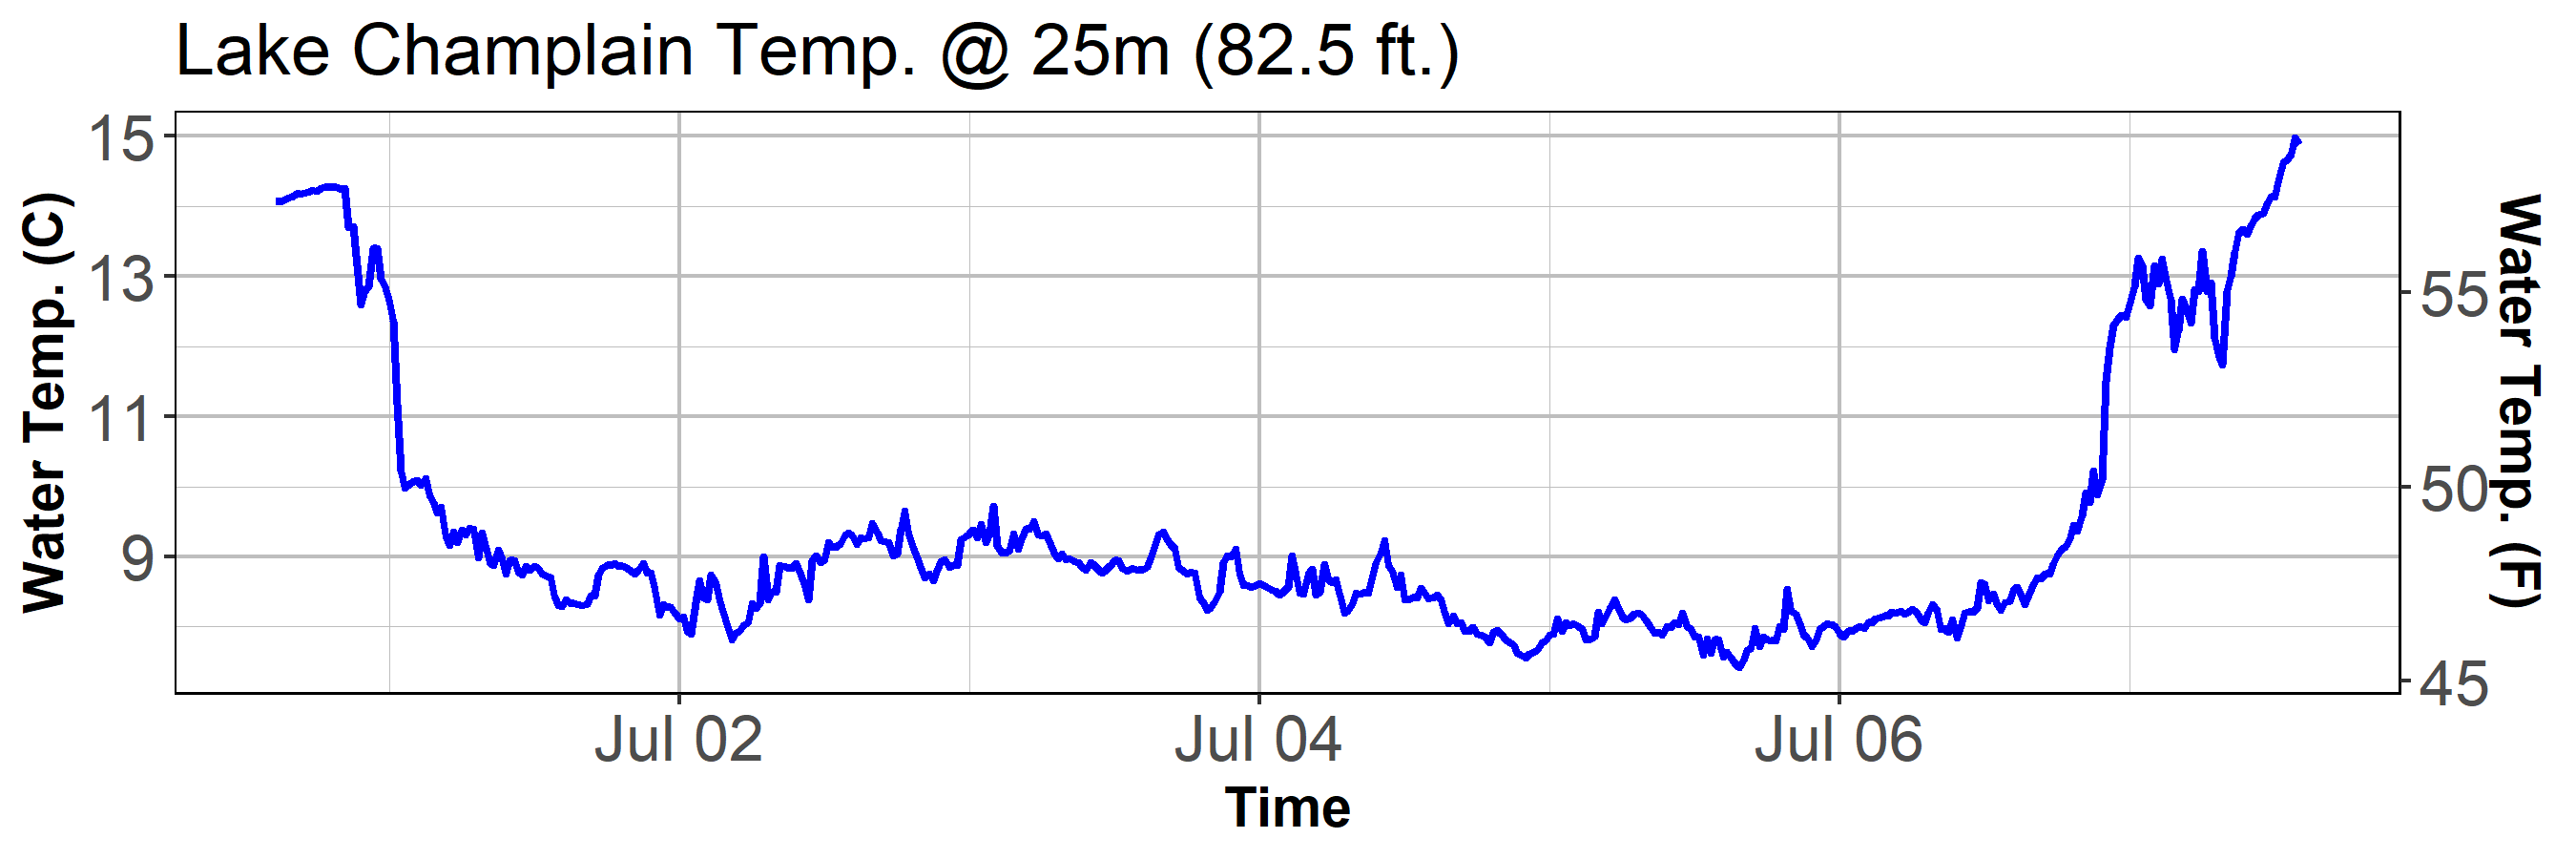 Lake Champlain Temp. @ 25m (82.5 ft.)
Water Temp. (C)
15
13
11
9
55
50
45
Water Temp. (F)
Jul 02
Jul 04
Jul 06
Time